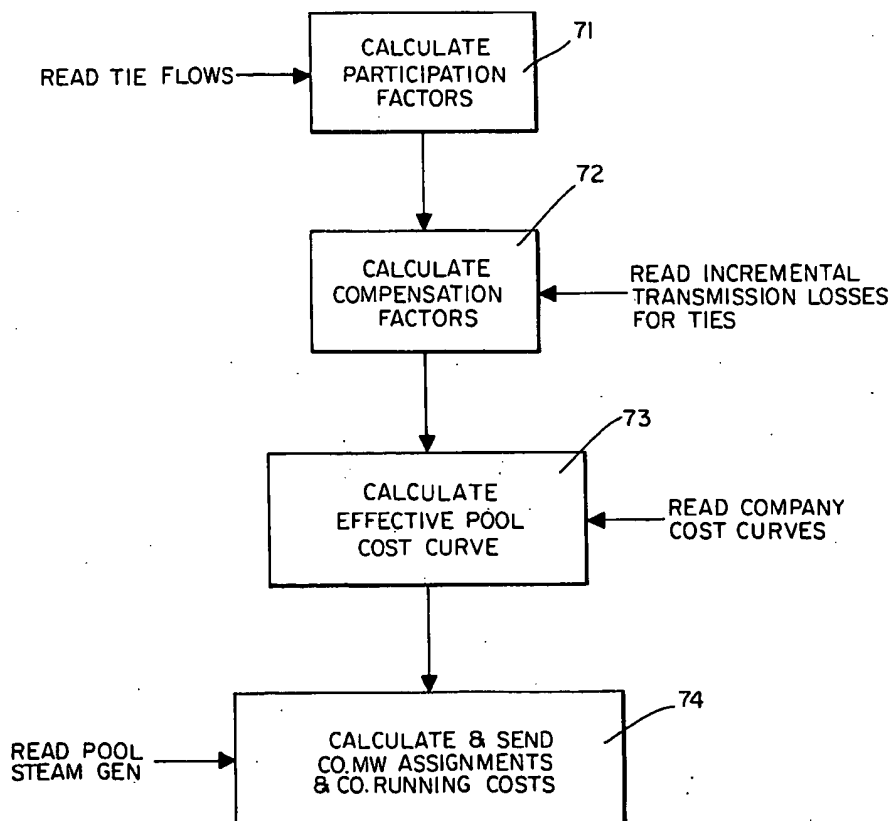 71
READ TIE FLOWS
CALCULATE
PARTICIPATION
FACTORS
72
CALCULATE
COMPENSATION
FACTORS
READ INCREMENTAL
TRANSMISSION LOSSES
FOR TIES
73
CALCULATE
EFFECTIVE POOL
COST CURVE
READ COMPANY
COST CURVES
74
READ POOL
STEAM GEN
CALCULATE & SEND
CO. MW ASSIGNMENTS
& CO. RUNNING COSTS